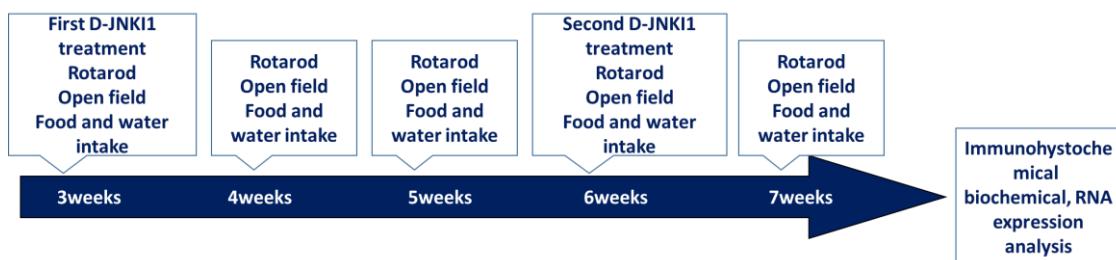 First D-JNKI1
treatment
Rotarod
Open field
Food and water
intake
Rotarod
Open field
Food and
water intake
Rotarod
Open field
Food and
water intake
Second D-JNKI1
treatment
Rotarod
Open field
Food and water
intake
Rotarod
Open field
Food and
water intake
3weeks
4weeks
5weeks
6weeks
7weeks
Immunohystoche
mical
biochemical, RNA
expression
analysis